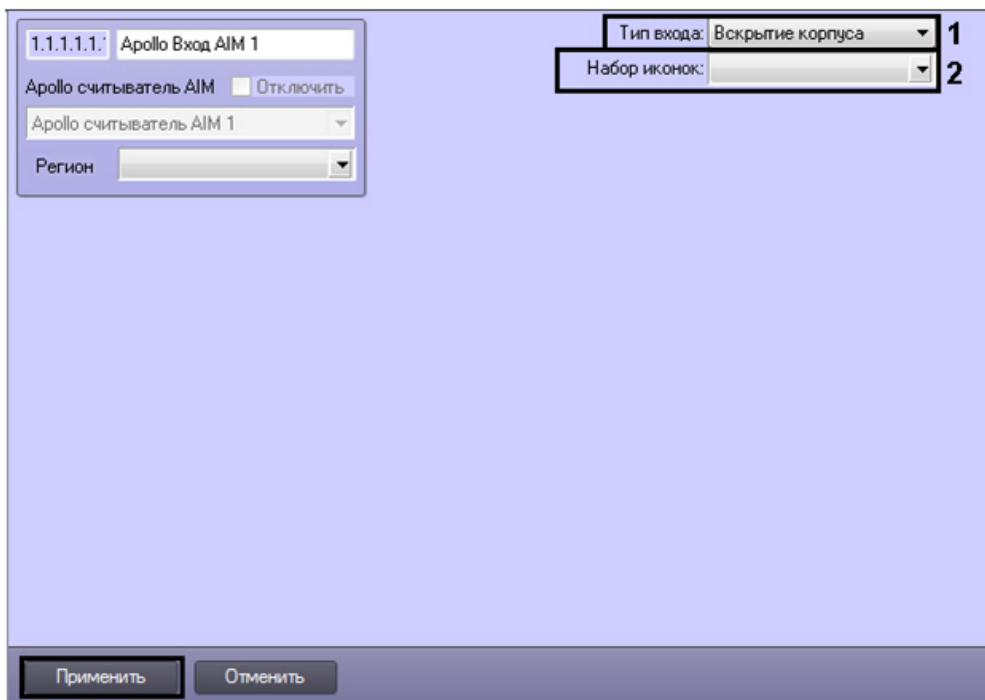 1.1.1.1.1. Apollo Вход AIM 1
Apollo считыватель AIM Отключить
Apollo считыватель AIM 1
Регион
Тип входа: Вскрытие корпуса 1
Набор иконок: 2
Применить Отменить